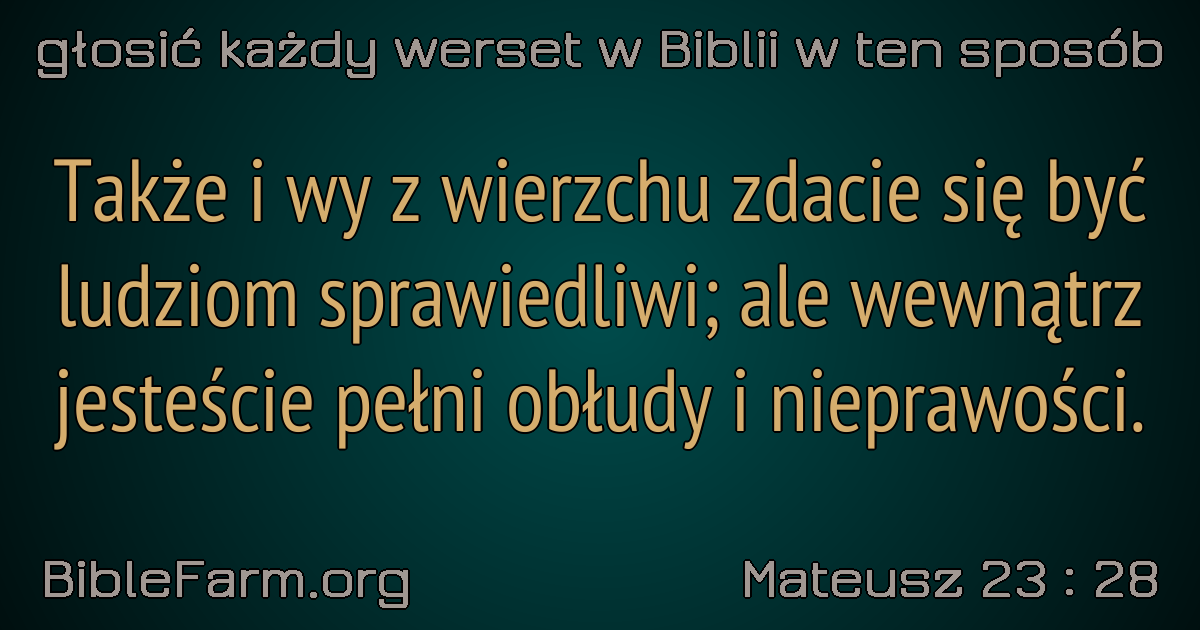 głosić każdy werset w Biblii w ten sposób
Także i wy z wierzchu zdacie się być
ludziom sprawiedliwi; ale wewnątrz
jesteście pełni obłudy i nieprawości.
BibleFarm.org
Mateusz 23 : 28